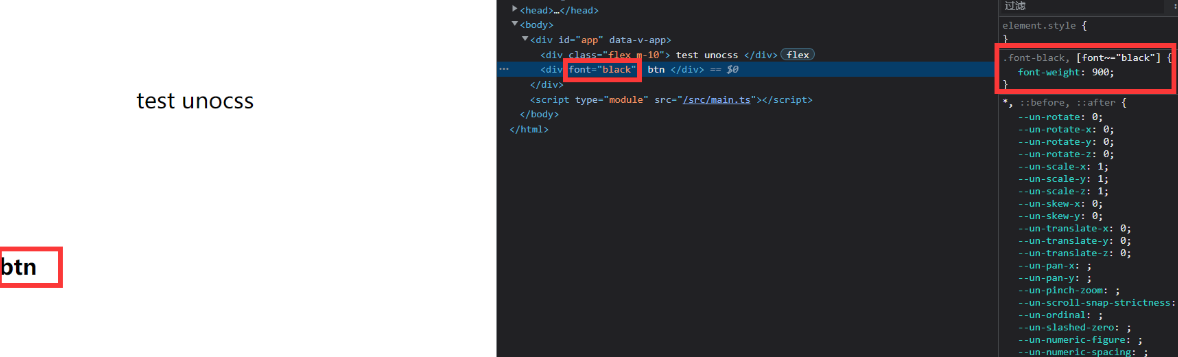 test unocss
btn
<head>…</head>
<body>
<div id="app" data-v-app>
<div class="flex m-10"> test unocss </div> flex
··· <div font="black" btn </div> == $0
</div>
<script type="module" src="/src/main.ts"></script>
</body>
</html>
过滤
element.style {
}
.font-black, [font~="black"] {
font-weight: 900;
}
*, ::before, ::after {
--un-rotate: 0;
--un-rotate-x: 0;
--un-rotate-y: 0;
--un-rotate-z: 0;
--un-scale-x: 1;
--un-scale-y: 1;
--un-scale-z: 1;
--un-skew-x: 0;
--un-skew-y: 0;
--un-translate-x: 0;
--un-translate-y: 0;
--un-translate-z: 0;
--un-pan-x: ;
--un-pan-y: ;
--un-pinch-zoom: ;
--un-scroll-snap-strictness:
--un-ordinal: ;
--un-slashed-zero: ;
--un-numeric-figure: ;
--un-numeric-spacing: ;